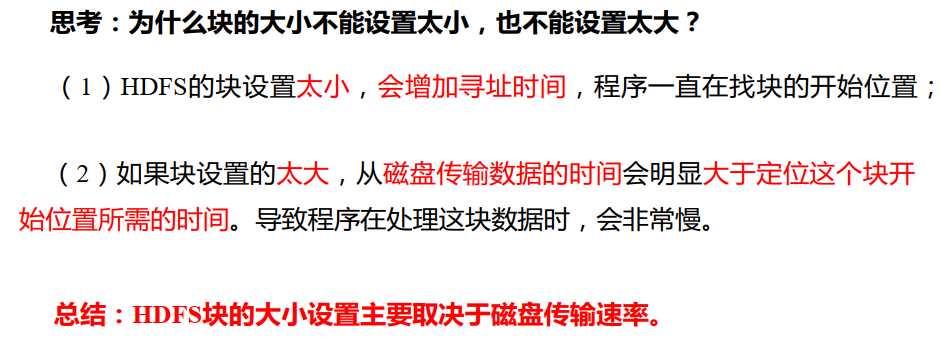 思考：为什么块的大小不能设置太小，也不能设置太大？
（1）HDFS的块设置太小，会增加寻址时间，程序一直在找块的开始位置；
（2）如果块设置的太大，从磁盘传输数据的时间会明显大于定位这个块开
始位置所需的时间。导致程序在处理这块数据时，会非常慢。
总结：HDFS块的大小设置主要取决于磁盘传输速率。